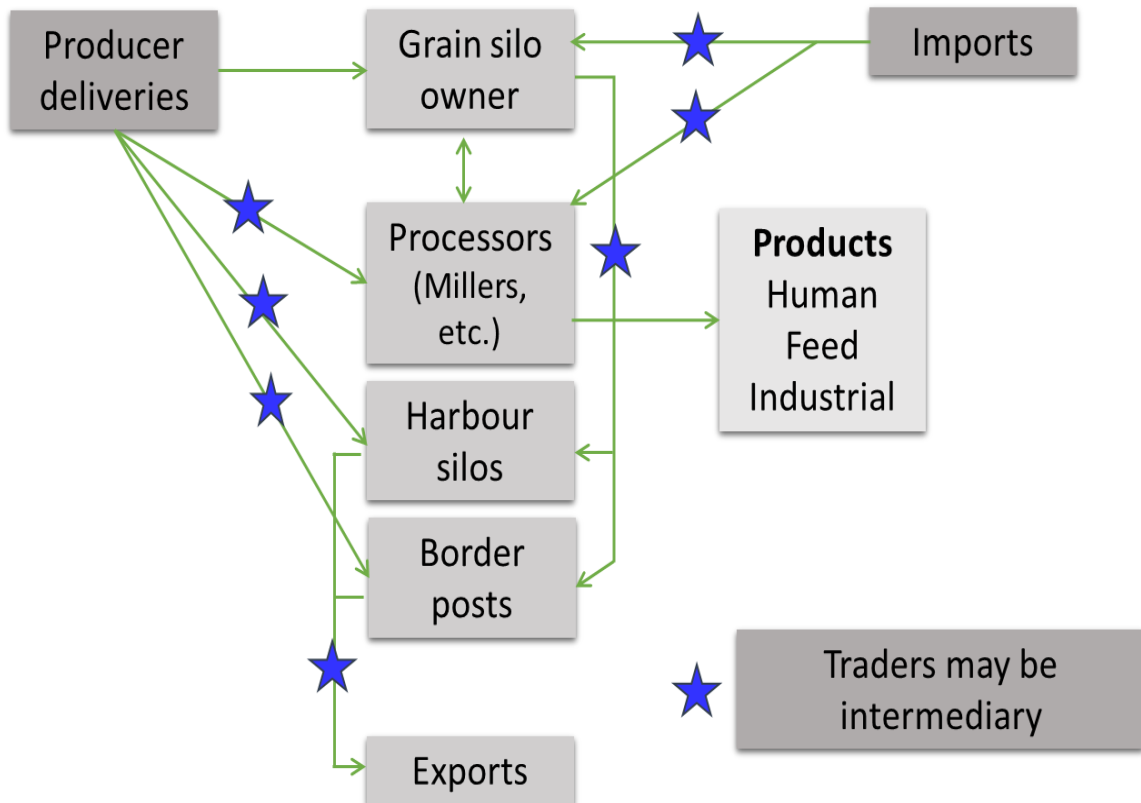 Producer
deliveries
Grain silo
owner
Imports
Processors
(Millers,
etc.)
Products
Human
Feed
Industrial
Harbour
silos
Border
posts
Traders may be
intermediary
Exports